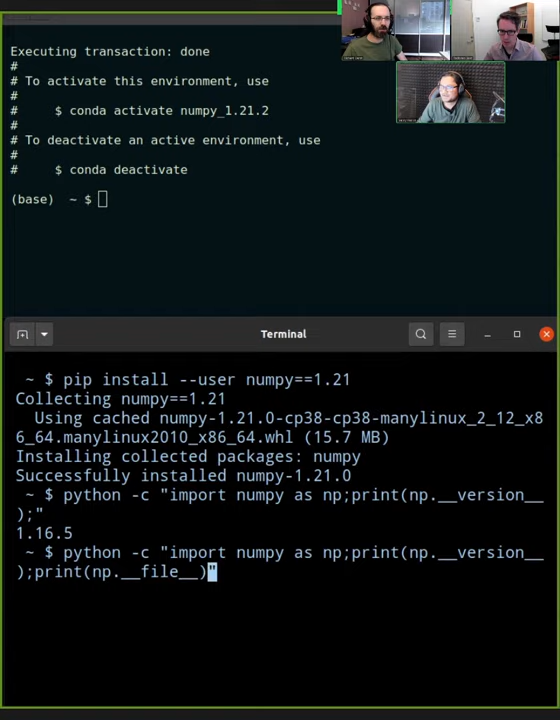 Executing transaction: done
#
# To activate this environment, use
#
#     $ conda activate numpy_1.21.2
#
# To deactivate an active environment, use
#
#     $ conda deactivate
(base)  ~ $
Terminal
~ $ pip install --user numpy==1.21
Collecting numpy==1.21
  Using cached numpy-1.21.0-cp38-cp38-manylinux_2_12_x8
6_64.manylinux2010_x86_64.whl (15.7 MB)
Installing collected packages: numpy
Successfully installed numpy-1.21.0
~ $ python -c "import numpy as np;print(np.__version__
);"
1.16.5
~ $ python -c "import numpy as np;print(np.__version__
);print(np.__file__)"